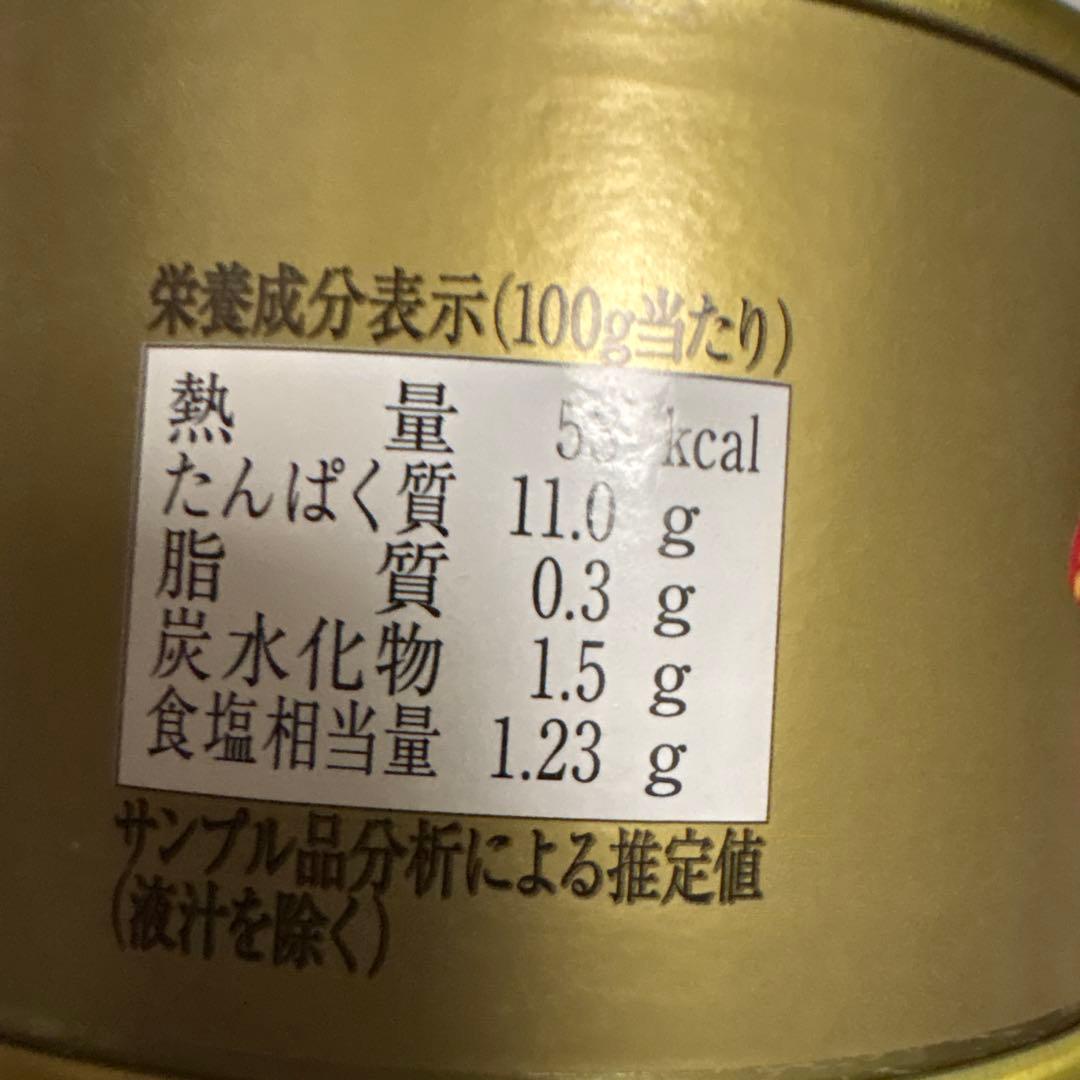 栄養成分表示(100g当たり)
熱量 kcal
たんぱく質 11.0 g
脂質 0.3 g
炭水化物 1.5 g
食塩相当量 1.23 g
サンプル品分析による推定値
(液汁を除く)